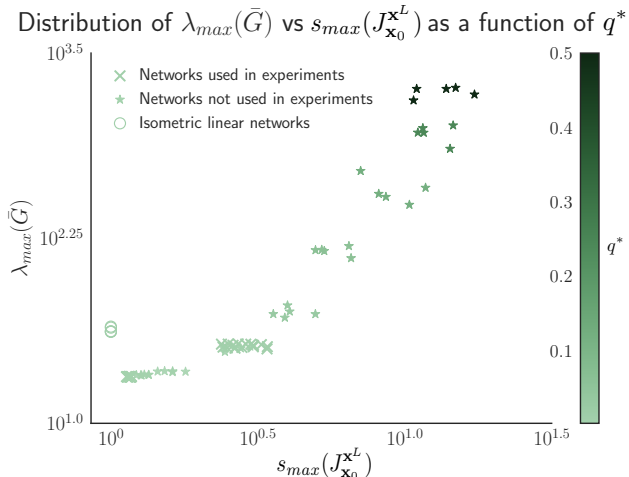 Distribution of λ_max(Ḡ) vs s_max(J_{x_0}^{x^L}) as a function of q*
10^{3.5}
Networks used in experiments
Networks not used in experiments
Isometric linear networks
λ_max(Ḡ)
10^{2.25}
10^{1.0}
10^0
10^{0.5}
10^{1.0}
10^{1.5}
s_max(J_{x_0}^{x^L})
0.5
0.4
0.3
0.2
0.1
q*